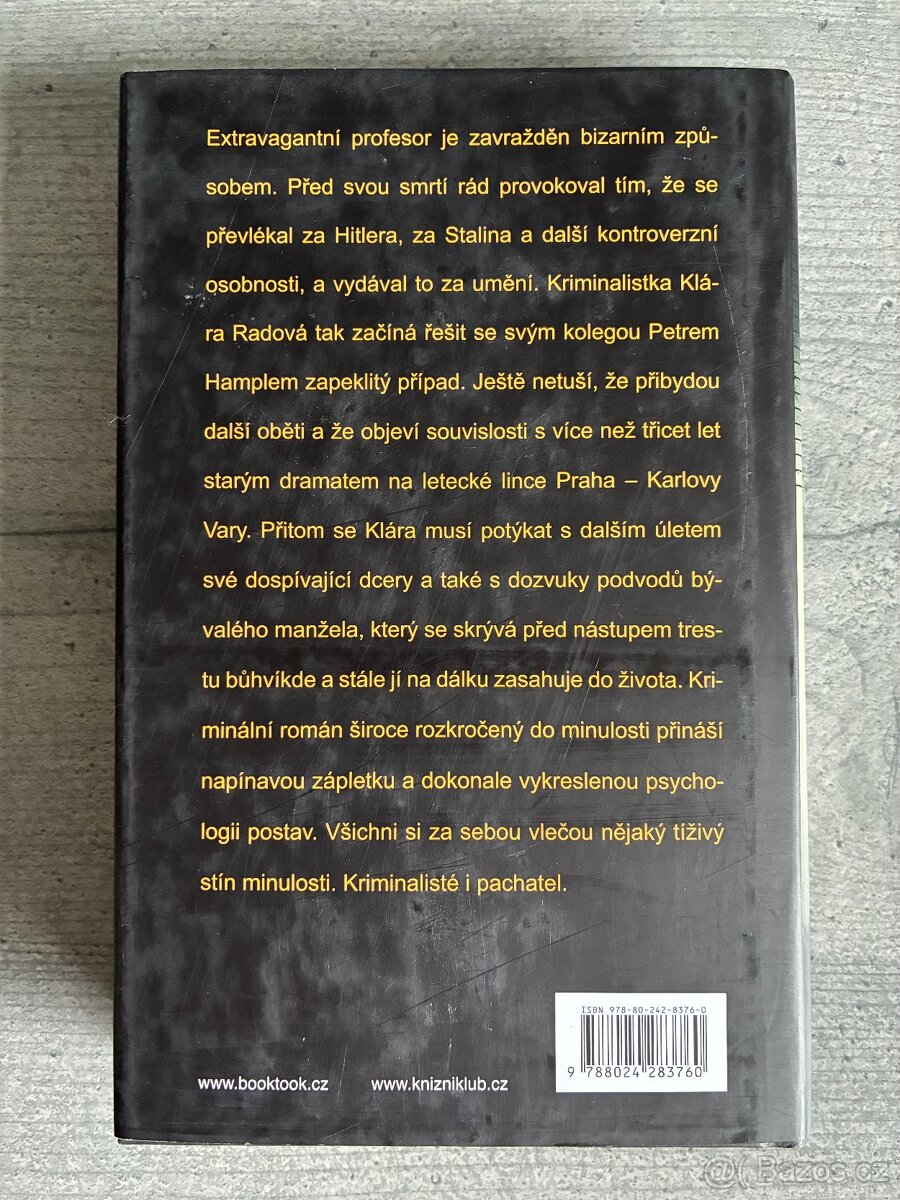 Extravagantní profesor je zavražděn bizarním způ-
sobem. Před svou smrtí rád provokoval tím, že se
převlékal za Hitlera, za Stalina a další kontroverzní
osobnosti, a vydával to za umění. Kriminalistka Klá-
ra Radová tak začíná řešit se svým kolegou Petrem
Hamplem zapeklitý případ. Ještě netuší, že přibydou
další oběti a že objeví souvislosti s více než třicet let
starým dramatem na letecké lince Praha – Karlovy
Vary. Přitom se Klára musí potýkat s dalším úletem
své dospívající dcery a také s dozvuky podvodů bý-
valého manžela, který se skrývá před nástupem tres-
tu bůhvíkde a stále jí na dálku zasahuje do života. Kri-
minální román široce rozkročený do minulosti přináší
napínavou zápletku a dokonale vykreslenou psycho-
logii postav. Všichni si za sebou vlečou nějaký tíživý
stín minulosti. Kriminalisté i pachatel.
ISBN 978-80-242-8376-0
9 788024 283760
www.booktook.cz www.knizniklub.cz
@ Bazoš.cz